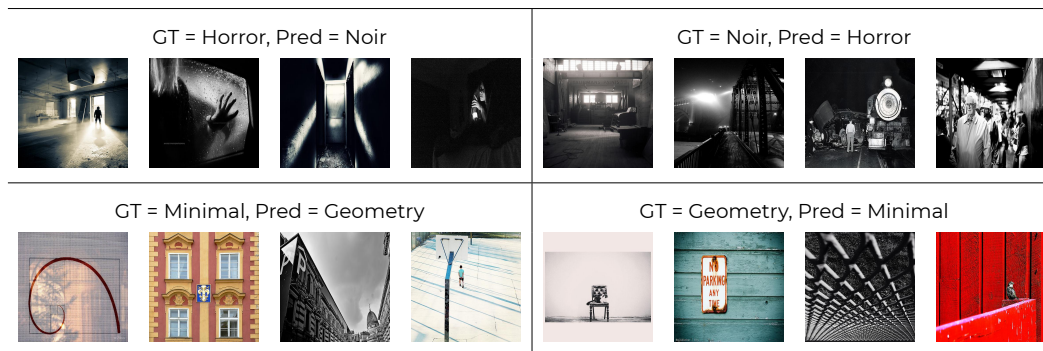 GT = Horror, Pred = Noir
GT = Noir, Pred = Horror
GT = Minimal, Pred = Geometry
GT = Geometry, Pred = Minimal
P
NO
PARKING
ANY
TIME